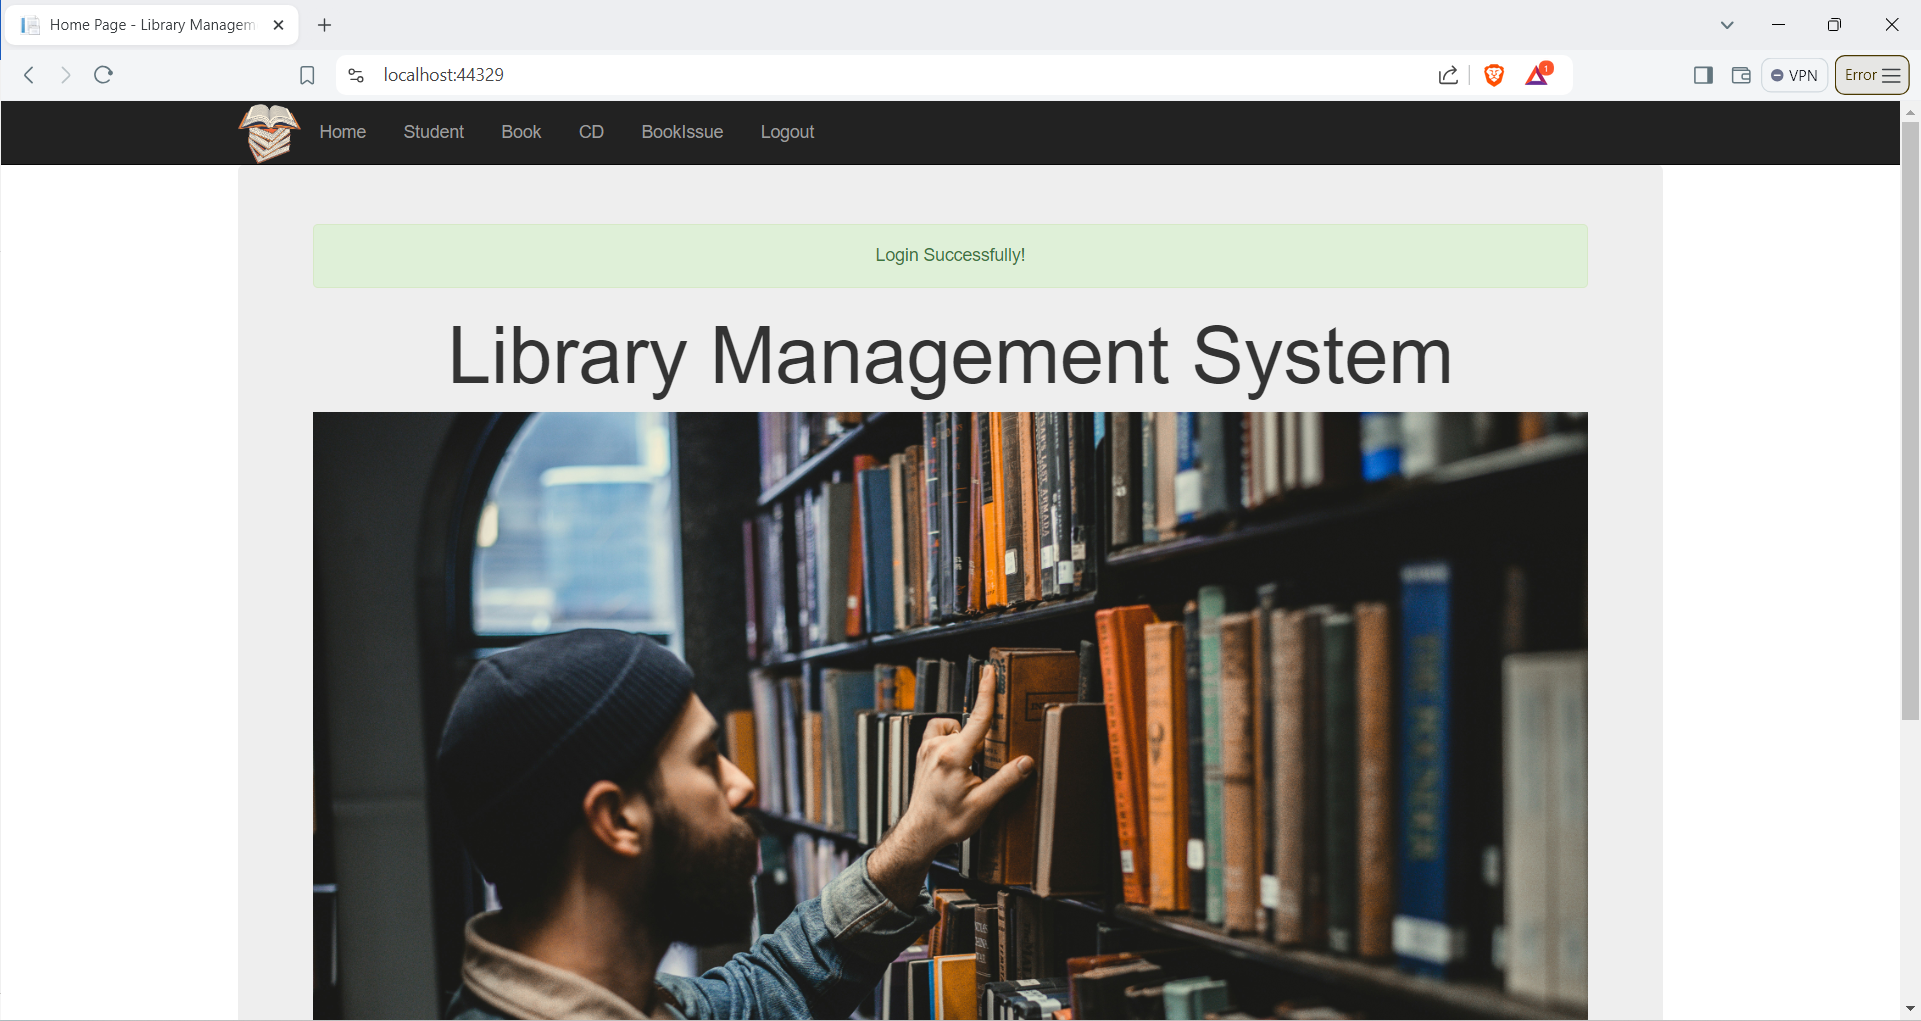 Home Page - Library Managem
localhost:44329
1
VPN
Error
Home
Student
Book
CD
BookIssue
Logout
Login Successfully!
Library Management System